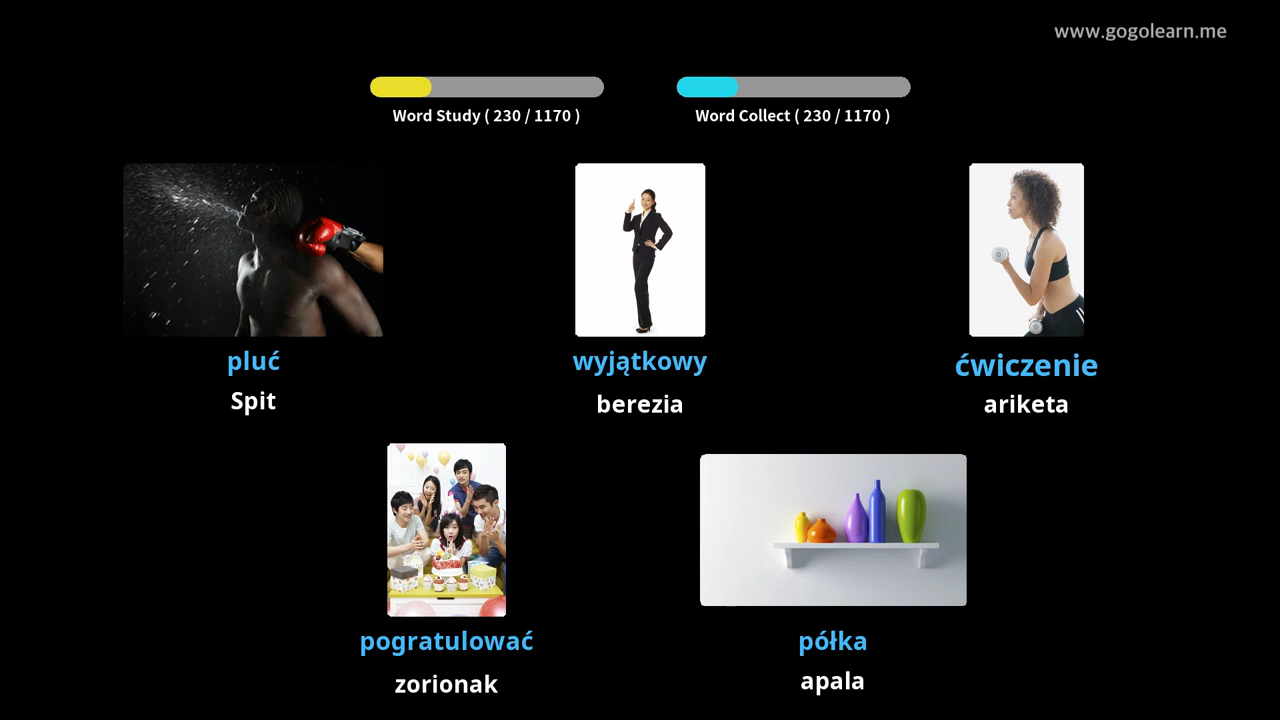 www.gogolearn.me
Word Study ( 230 / 1170 )
Word Collect ( 230 / 1170 )
pluć
wyjątkowy
ćwiczenie
Spit
berezia
ariketa
pogratulować
półka
zorionak
apala